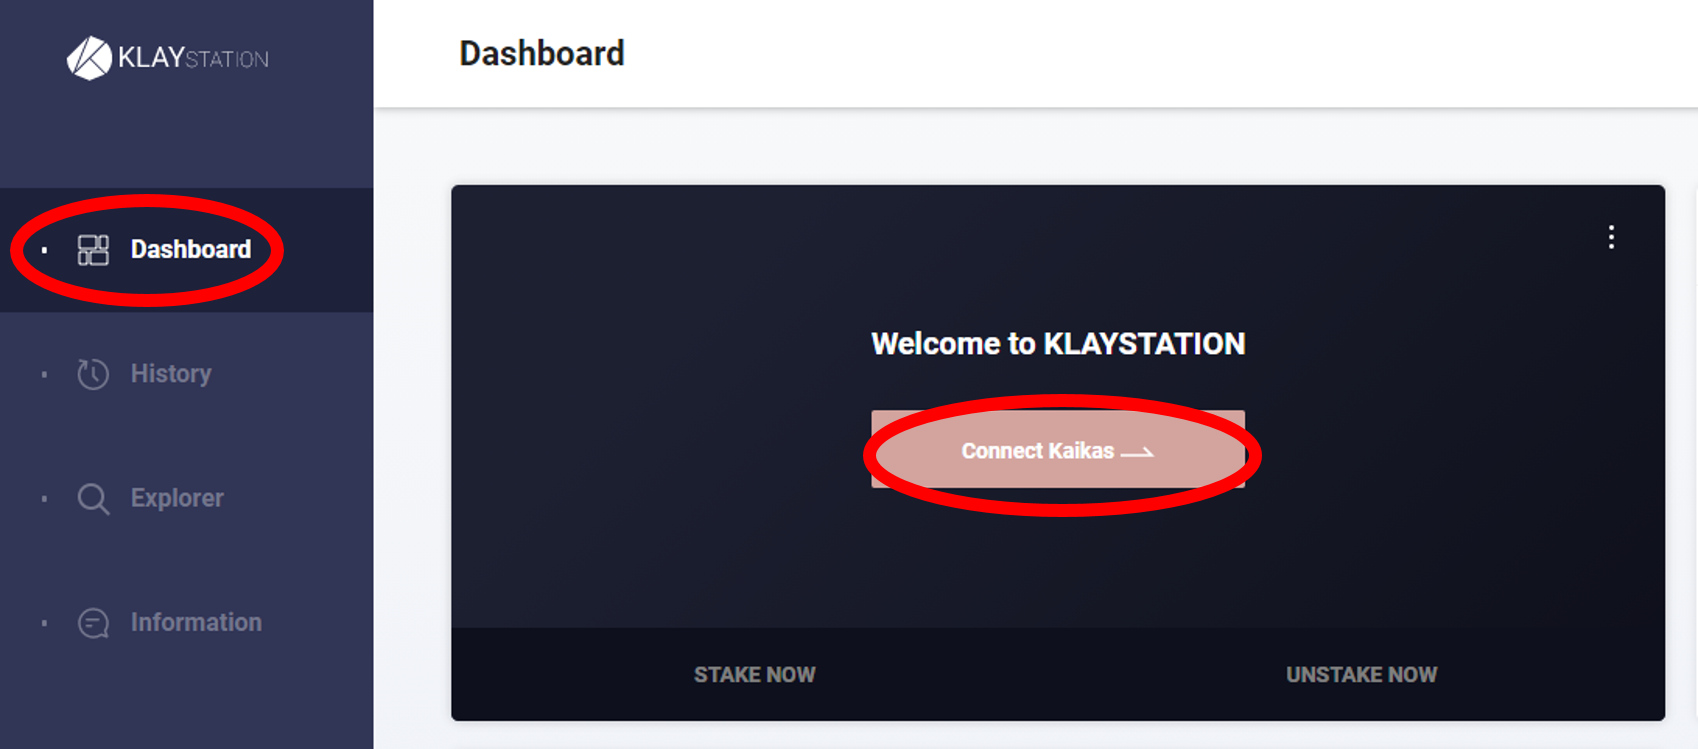 KLAYSTATION
Dashboard
Dashboard
History
Explorer
Information
Welcome to KLAYSTATION
Connect Kaikas
STAKE NOW
UNSTAKE NOW